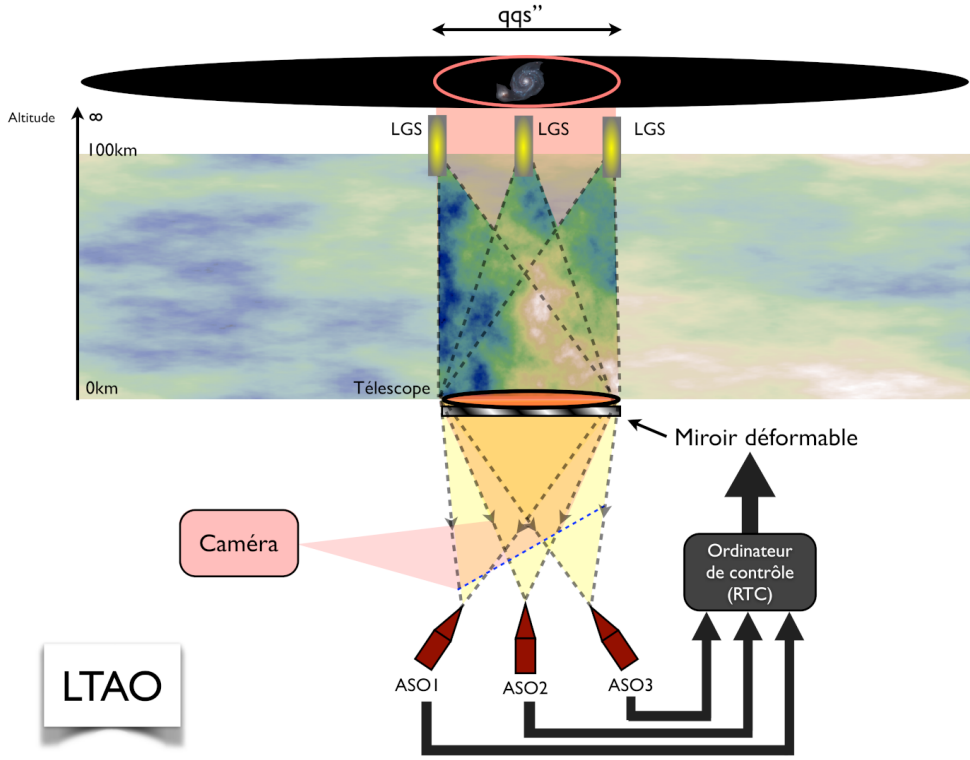 qqs”
Altitude
∞
LGS
LGS
LGS
100km
0km
Télescope
Miroir déformable
Caméra
Ordinateur
de contrôle
(RTC)
LTAO
ASO1
ASO2
ASO3